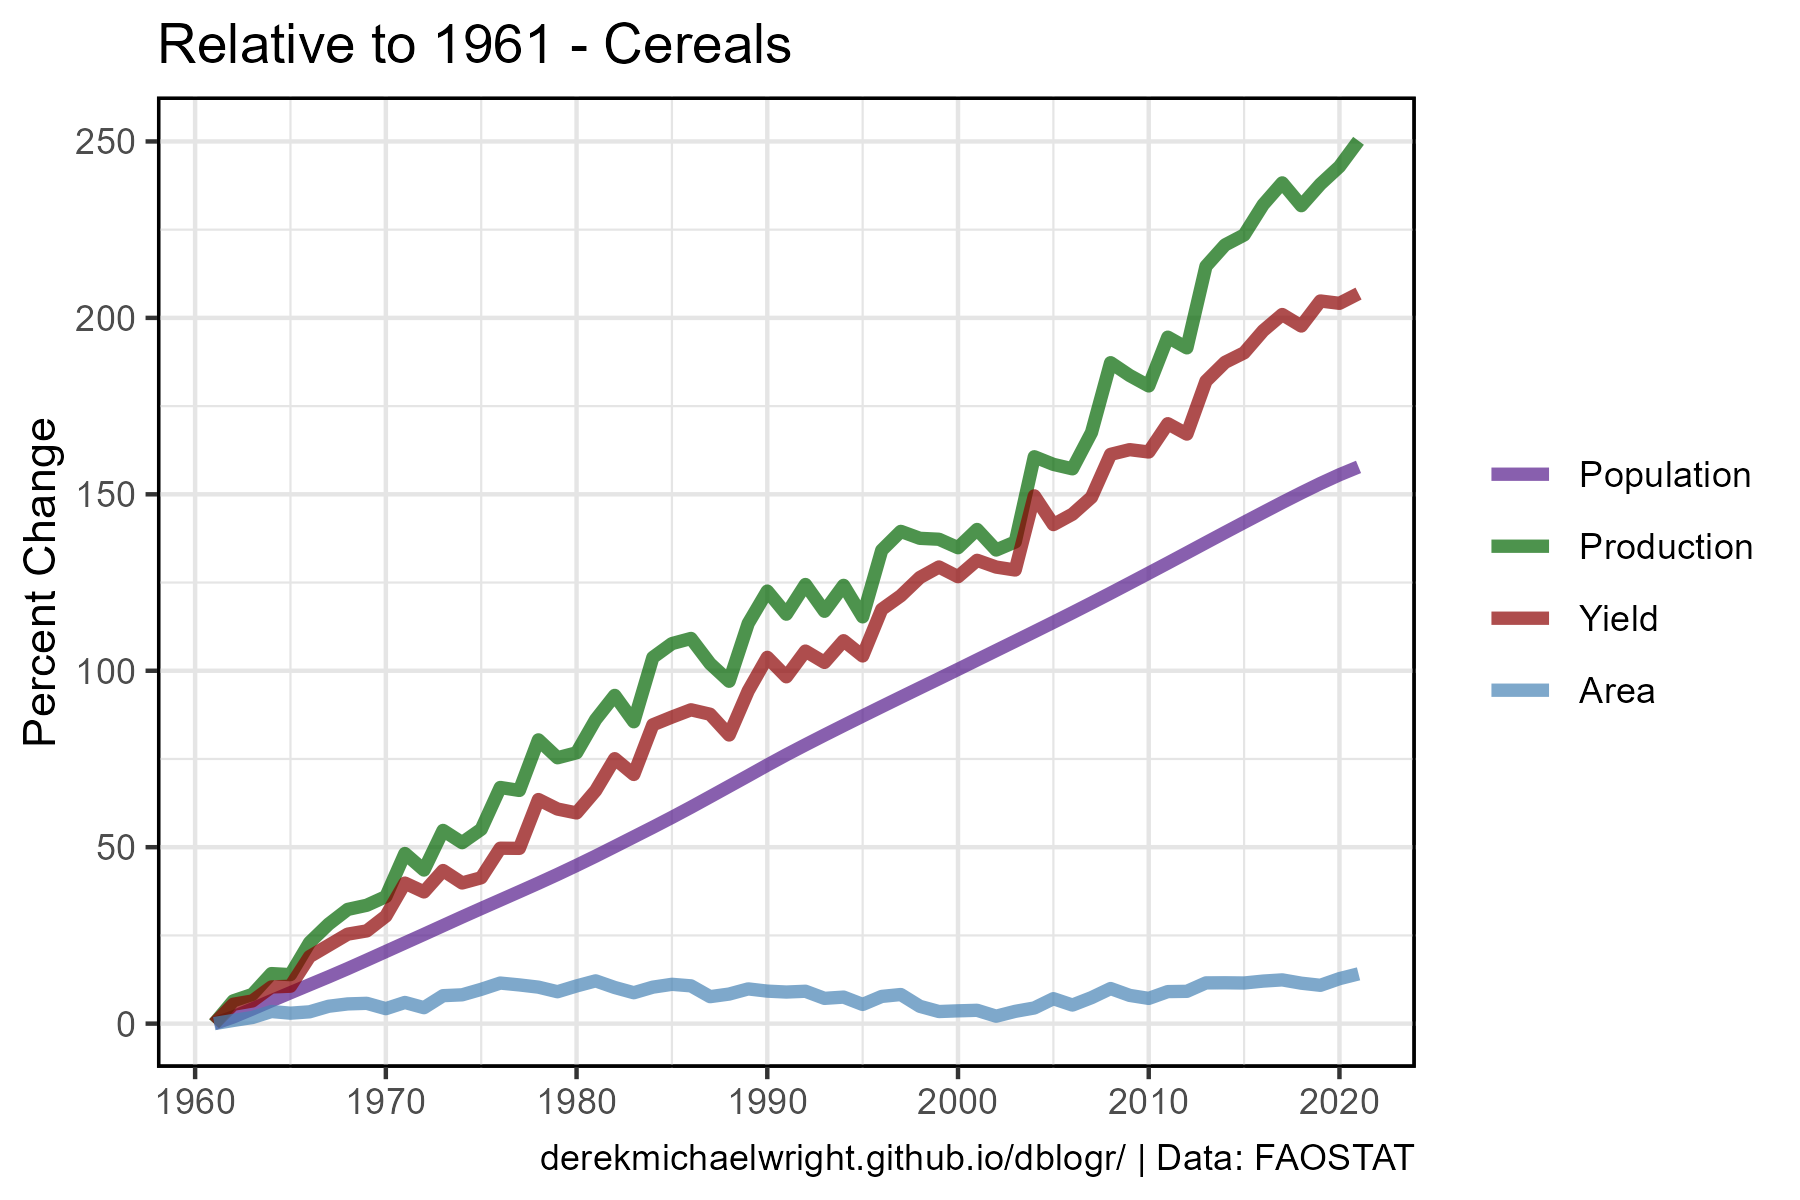 Relative to 1961 - Cereals
Percent Change
250
200
150
100
50
0
1960 1970 1980 1990 2000 2010 2020
Population
Production
Yield
Area
derekmichaelwright.github.io/dblogr/ | Data: FAOSTAT